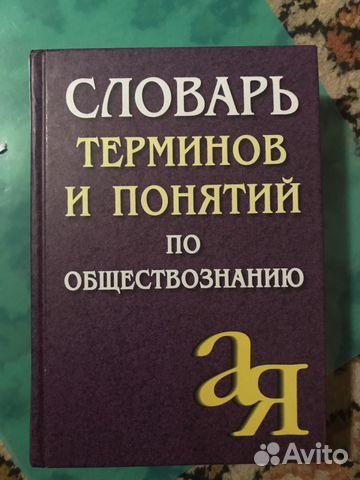 СЛОВАРЬ
ТЕРМИНОВ
И ПОНЯТИЙ
ПО
ОБЩЕСТВОЗНАНИЮ
а
Я
Avito